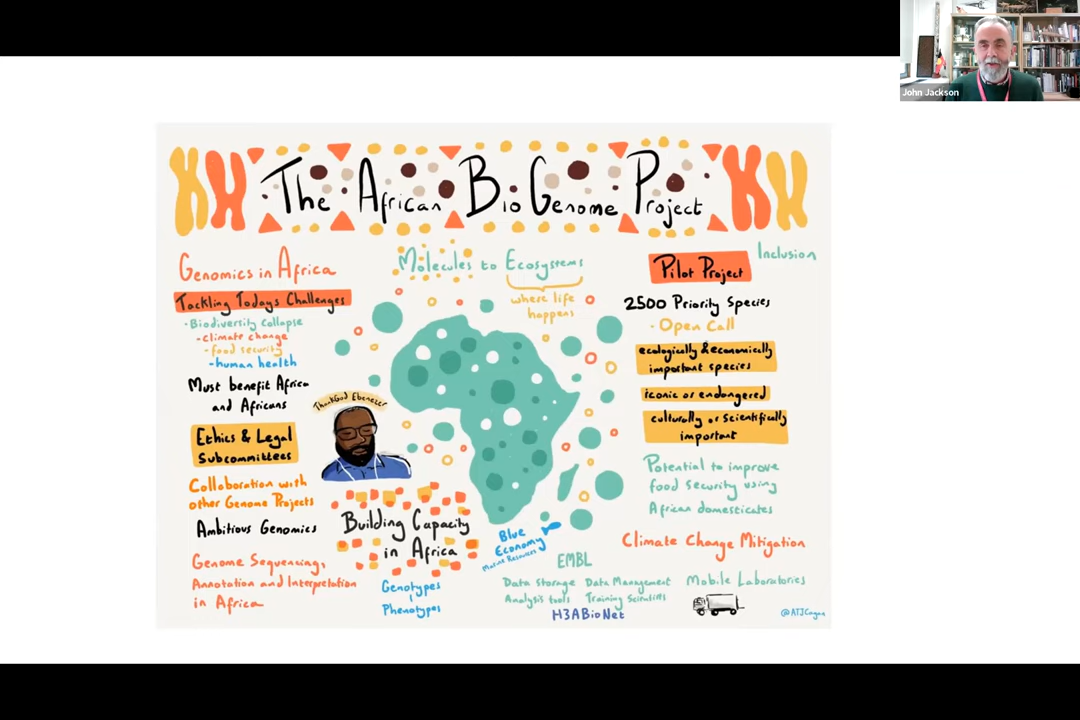 John Jackson
The African BioGenome Project
Genomics in Africa
Tackling Todays Challenges
- Biodiversity collapse
- climate change
- food security
- human health
Must benefit Africa
and Africans
Ethics & Legal
Subcommittees
Collaboration with
other Genome Projects
Ambitious Genomics
Genome Sequencing,
Annotation and Interpretation
in Africa
Molecules to Ecosystems
where life
happens
ThankGod Ebenezer
Building Capacity
in Africa
Genotypes
Phenotypes
Blue
Economy
Marine Resources
EMBL
Data Storage Data Management
Analysis tools Training Scientists
H3ABioNet
Inclusion
Pilot Project
2500 Priority Species
- Open Call
ecologically & economically
important species
iconic or endangered
culturally or scientifically
important
Potential to improve
food security using
African domesticates
Climate Change Mitigation
Mobile Laboratories
@ATJCagan